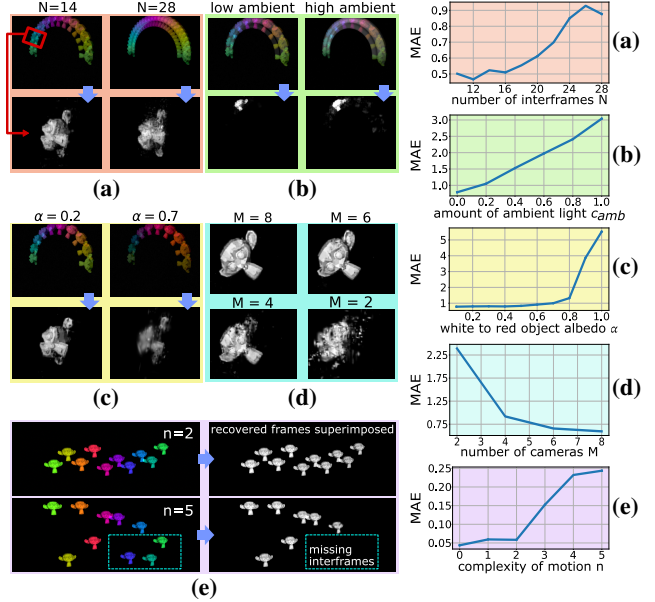 N=14 N=28
low ambient high ambient
(a) (b)
α = 0.2 α = 0.7
M = 8 M = 6
M = 4 M = 2
(c) (d)
n=2
recovered frames superimposed
n=5
missing
interframes
(e)
MAE
0.9
0.8
0.7
0.6
0.5
12 16 20 24 28
number of interframes N
(a)
MAE
3.0
2.5
2.0
1.5
1.0
0.0 0.2 0.4 0.6 0.8 1.0
amount of ambient light camb
(b)
MAE
5
4
3
2
1
0.0 0.2 0.4 0.6 0.8 1.0
white to red object albedo α
(c)
MAE
2.25
1.75
1.25
0.75
2 3 4 5 6 7 8
number of cameras M
(d)
MAE
0.25
0.20
0.15
0.10
0.05
0 1 2 3 4 5
complexity of motion n
(e)